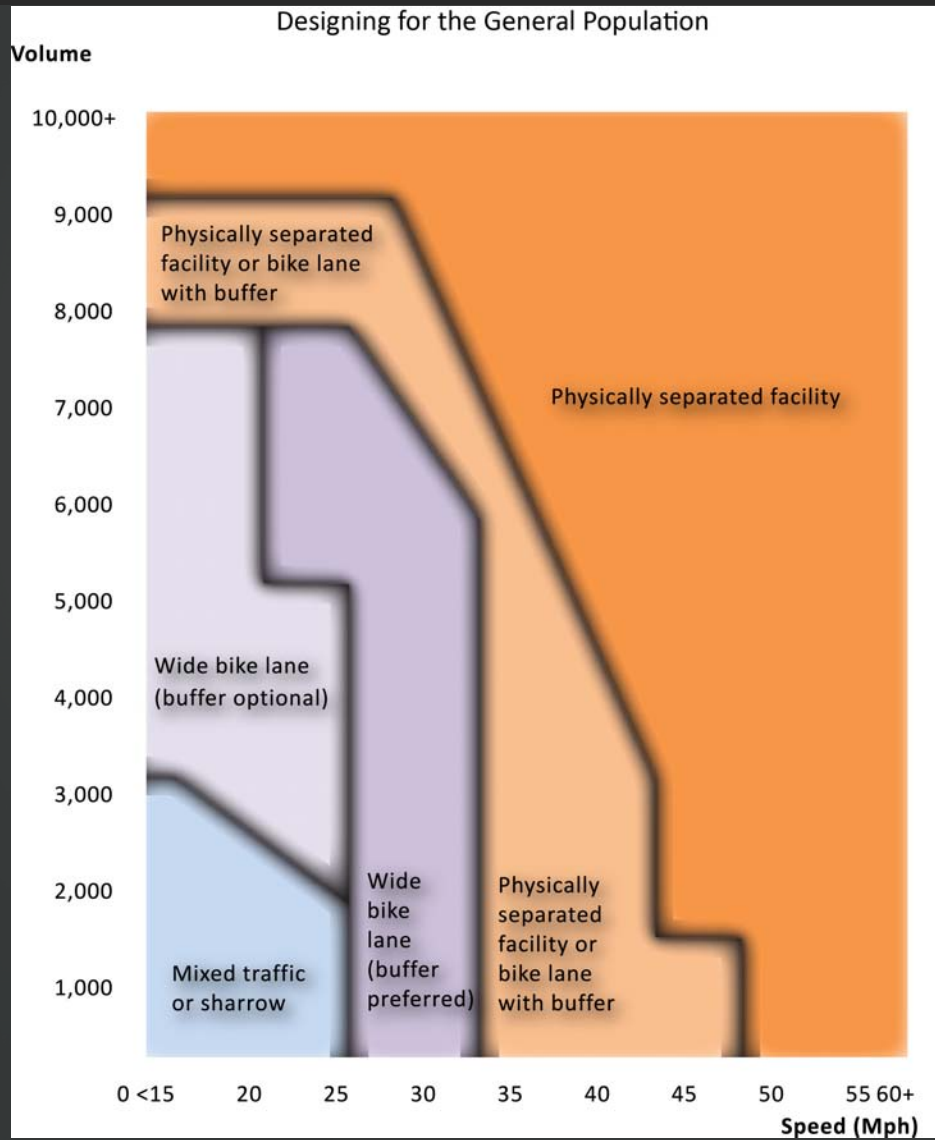 Designing for the General Population
Volume
10,000+
9,000
8,000
7,000
6,000
5,000
4,000
3,000
2,000
1,000
Physically separated
facility or bike lane
with buffer
Physically separated facility
Wide bike lane
(buffer optional)
Mixed traffic
or sharrow
Wide
bike
lane
(buffer
preferred)
Physically
separated
facility or
bike lane
with buffer
0 <15 20 25 30 35 40 45 50 55 60+
Speed (Mph)